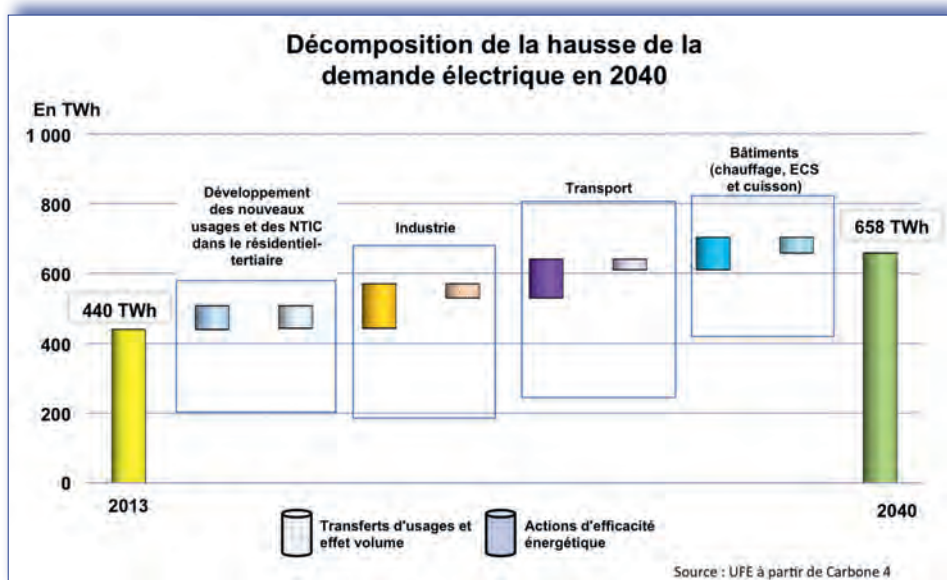 Décomposition de la hausse de la
demande électrique en 2040
En TWh
1 000
800
600
400
200
0
440 TWh
2013
Développement
des nouveaux
usages et des NTIC
dans le résidentiel-
tertiaire
Industrie
Transport
Bâtiments
(chauffage, ECS
et cuisson)
658 TWh
2040
Transferts d'usages et
effet volume
Actions d'efficacité
énergétique
Source : UFE à partir de Carbone 4